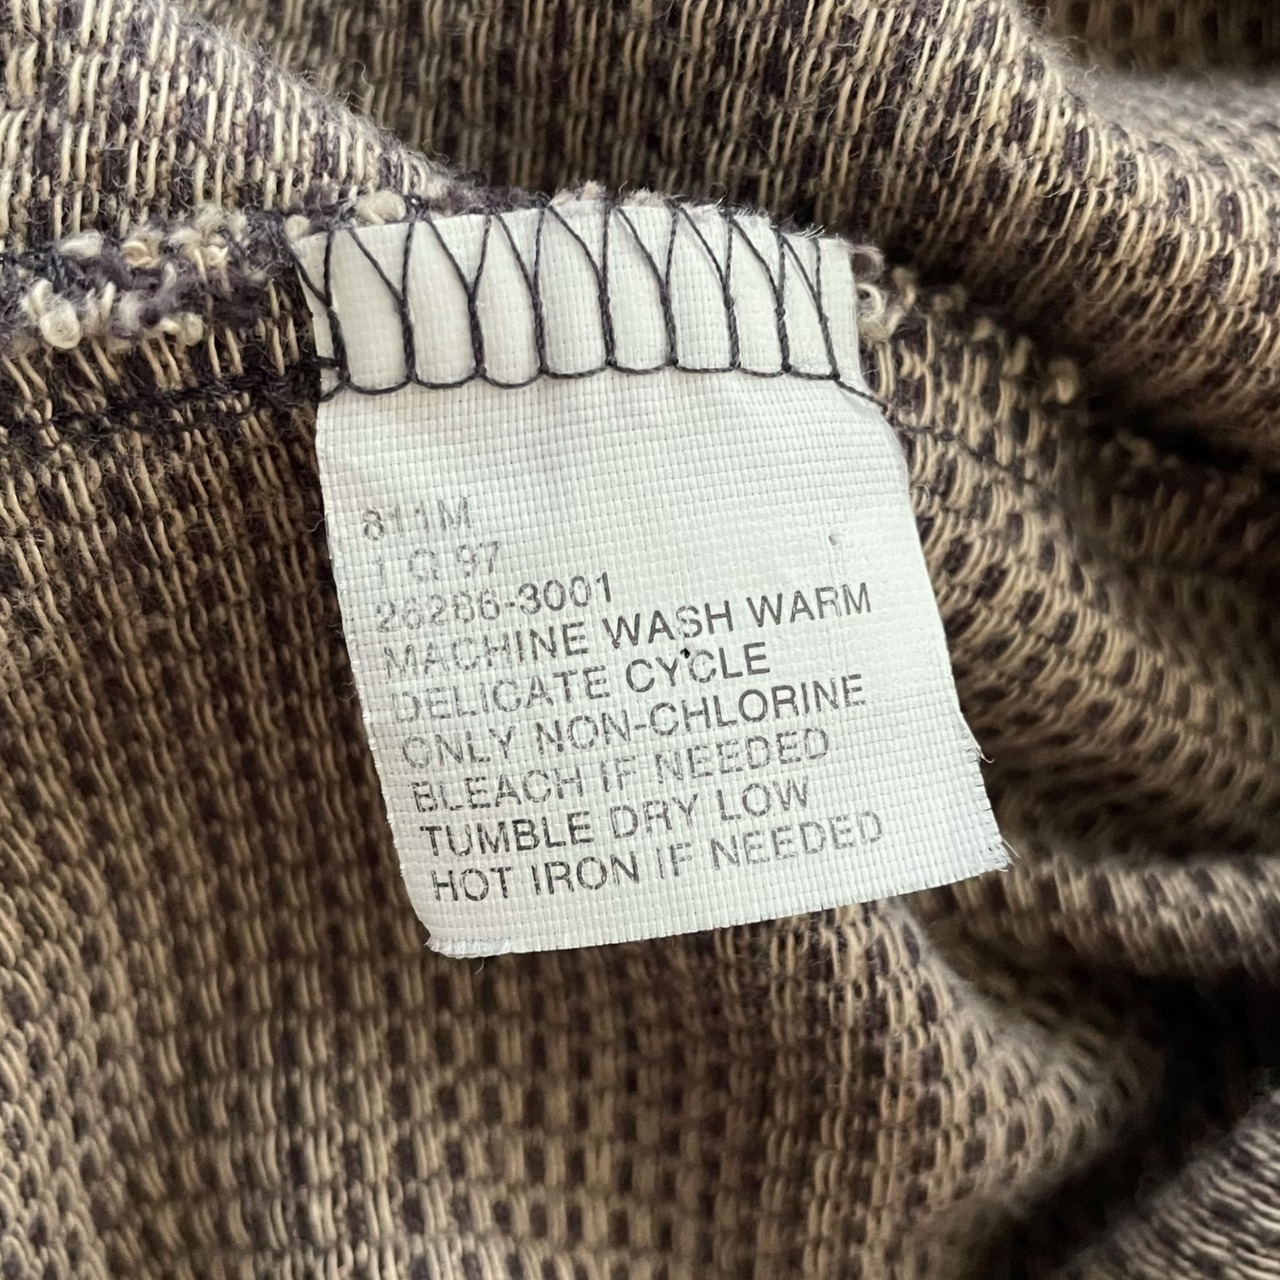 811M
1 Q 97
26286-3001
MACHINE WASH WARM
DELICATE CYCLE
ONLY NON-CHLORINE
BLEACH IF NEEDED
TUMBLE DRY LOW
HOT IRON IF NEEDED